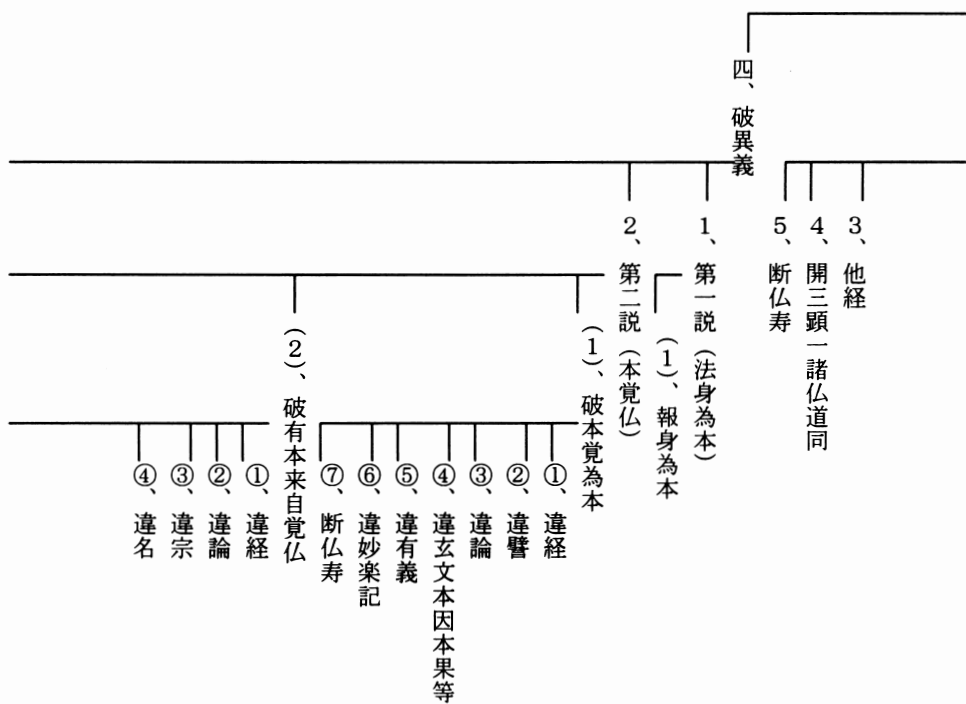 3、他経
4、開三顕一諸仏道同
5、断仏寿
四、破異義
1、第一説（法身為本）
(1)、報身為本
2、第二説（本覚仏）
(1)、破本覚為本
①、違経
②、違譬
③、違論
④、違玄文本因本果等
⑤、違有義
⑥、違妙楽記
⑦、断仏寿
(2)、破有本来自覚仏
①、違経
②、違論
③、違宗
④、違名